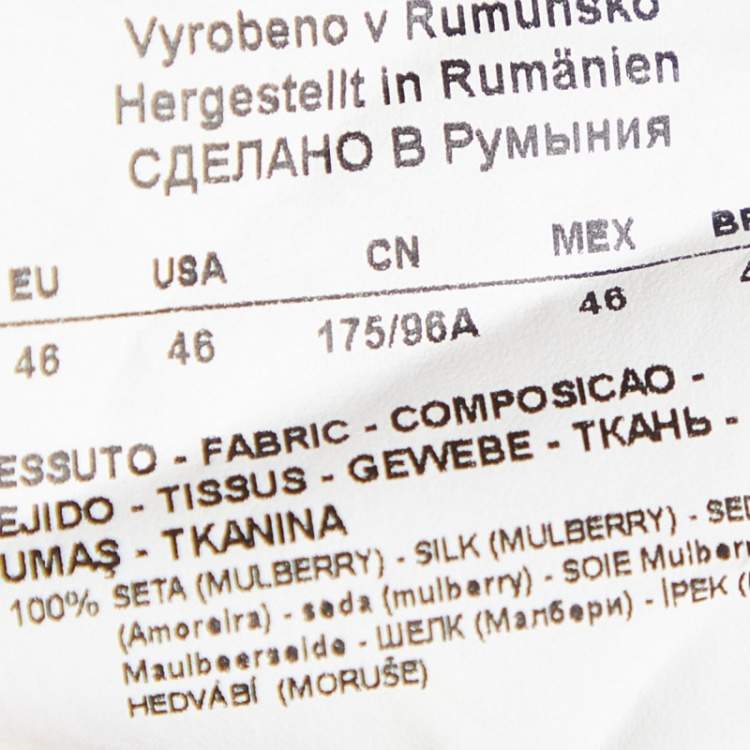 Vyrobeno v Rumunsko
Hergestellt in Rumänien
СДЕЛАНО В Румыния
EU USA CN MEX
46 46 175/96A 46
ESSUTO - FABRIC - COMPOSICAO -
EJIDO - TISSUS - GEWEBE - ТКАНЬ -
UMAŞ - TKANINA
100% SETA (MULBERRY) - SILK (MULBERRY) -
(Amoreira) - seda (mulberry) - SOIE
Maulbeerseide - ШЕЛК (Малбери) - İPEK
HEDVÁBÍ (MORUŠE)